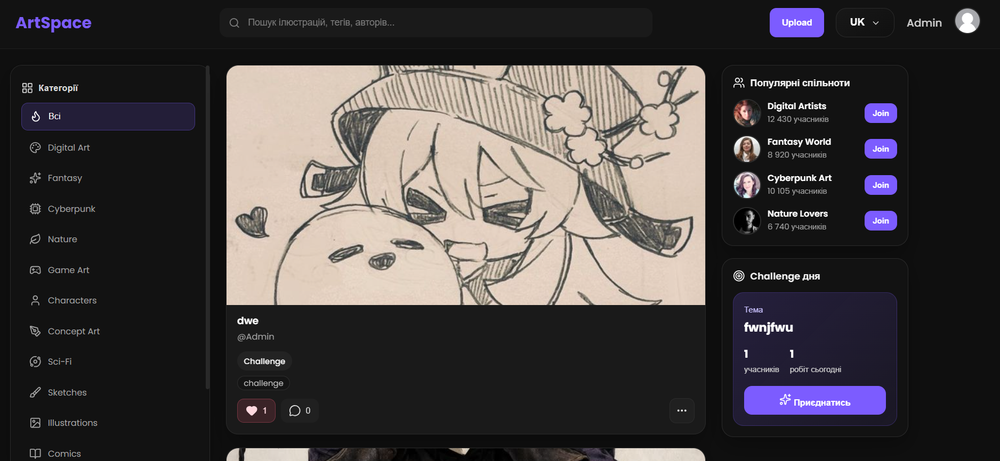 ArtSpace
Пошук ілюстрацій, тегів, авторів...
Upload
UK
Admin
Категорії
Всі
Digital Art
Fantasy
Cyberpunk
Nature
Game Art
Characters
Concept Art
Sci-Fi
Sketches
Illustrations
Comics
dwe
@Admin
Challenge
challenge
1
0
Популярні спільноти
Digital Artists
12 430 учасників
Join
Fantasy World
8 920 учасників
Join
Cyberpunk Art
10 105 учасників
Join
Nature Lovers
6 740 учасників
Join
Challenge дня
Тема
fwnjfwu
1 1
учасників робіт сьогодні
Приєднатись